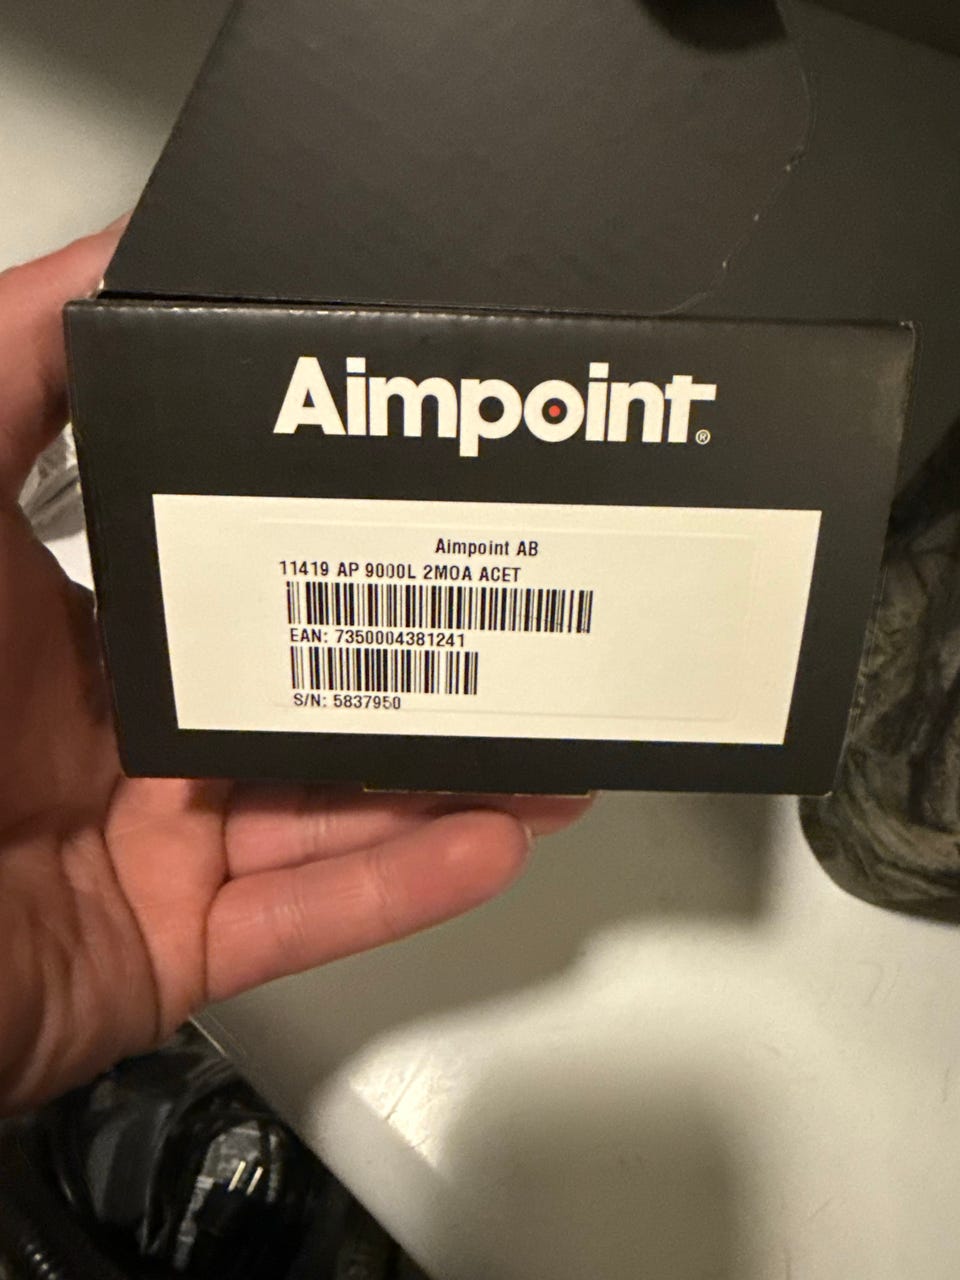 Aimpoint®
Aimpoint AB
11419 AP 9000L 2MOA ACET
EAN: 7350004381241
S/N: 5837950